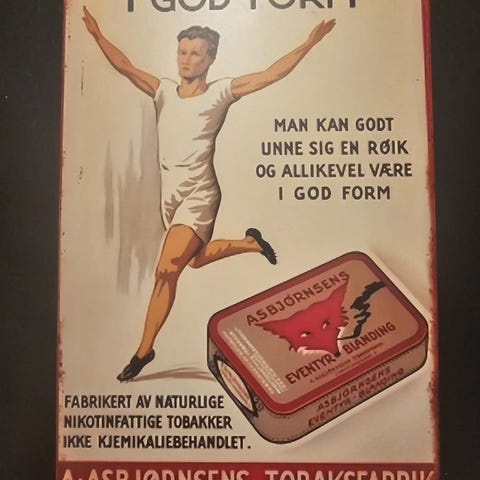 I GOD FORM
MAN KAN GODT
UNNE SIG EN RØIK
OG ALLIKEVEL VÆRE
I GOD FORM
ASBJØRNSENS
EVENTYR-BLANDING
ASBJØRNSENS
EVENTYR-BLANDING
FABRIKERT AV NATURLIGE
NIKOTINFATTIGE TOBAKKER
IKKE KJEMIKALIEBEHANDLET.
A. ASBJØRNSENS TOBAKSFABRIK